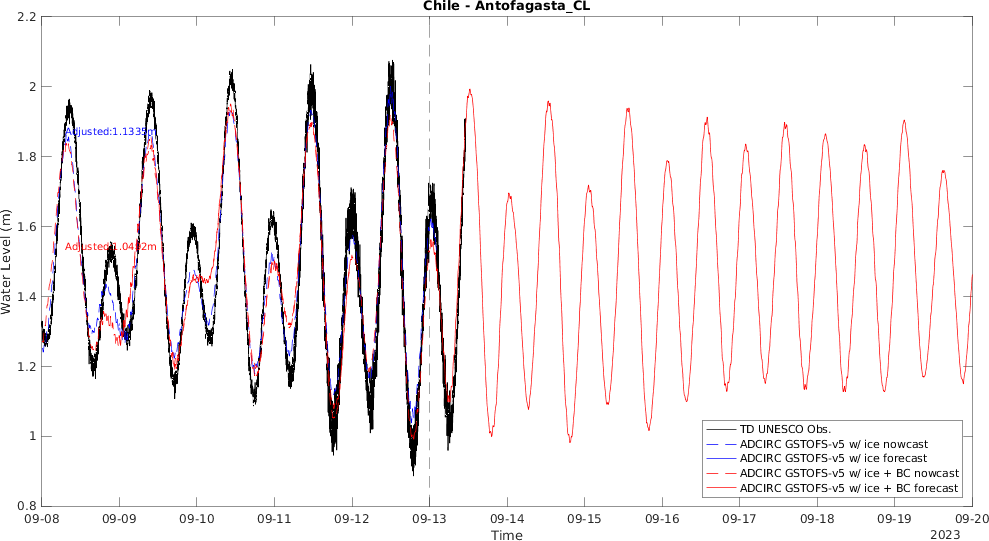 Chile - Antofagasta_CL
Water Level (m)
2.2
2
1.8
1.6
1.4
1.2
1
0.8
Adjusted:1.1335m
Adjusted:1.0492m
TD UNESCO Obs.
ADCIRC GSTOFS-v5 w/ ice nowcast
ADCIRC GSTOFS-v5 w/ ice forecast
ADCIRC GSTOFS-v5 w/ ice + BC nowcast
ADCIRC GSTOFS-v5 w/ ice + BC forecast
09-08 09-09 09-10 09-11 09-12 09-13 09-14 09-15 09-16 09-17 09-18 09-19 09-20
Time
2023